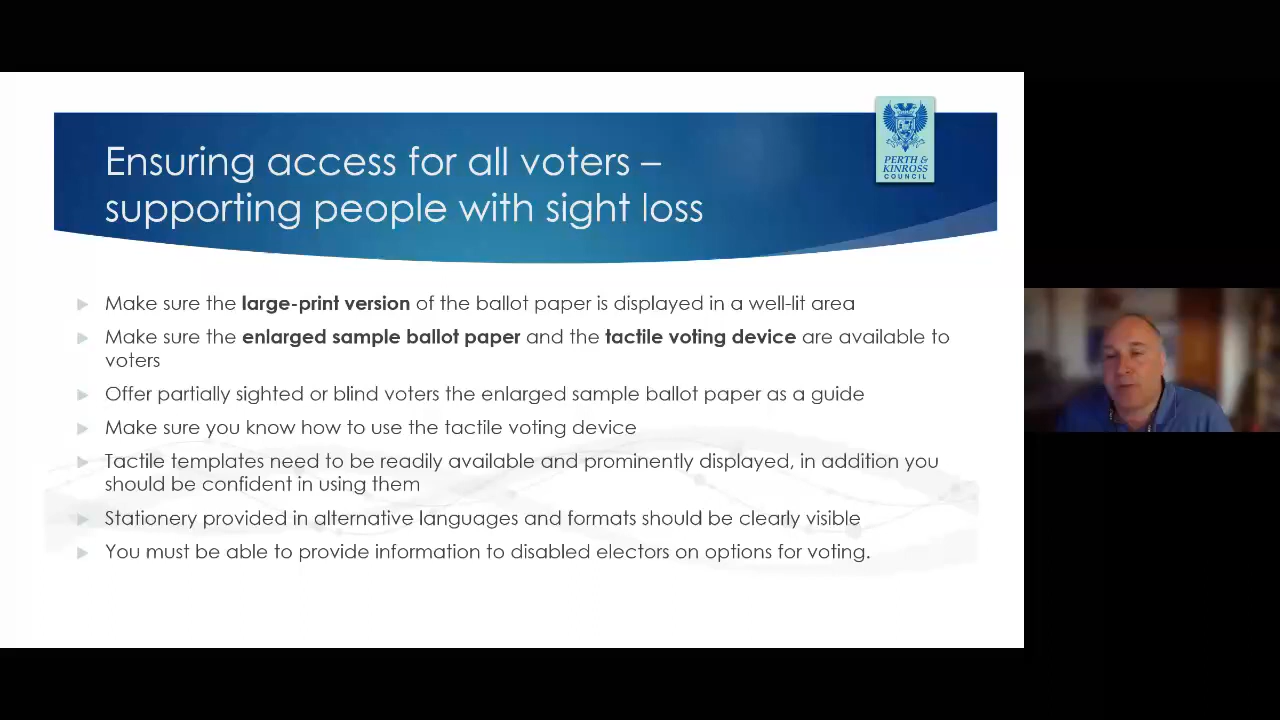 Ensuring access for all voters –
supporting people with sight loss
PERTH &
KINROSS
COUNCIL
Make sure the large-print version of the ballot paper is displayed in a well-lit area
Make sure the enlarged sample ballot paper and the tactile voting device are available to
voters
Offer partially sighted or blind voters the enlarged sample ballot paper as a guide
Make sure you know how to use the tactile voting device
Tactile templates need to be readily available and prominently displayed, in addition you
should be confident in using them
Stationery provided in alternative languages and formats should be clearly visible
You must be able to provide information to disabled electors on options for voting.